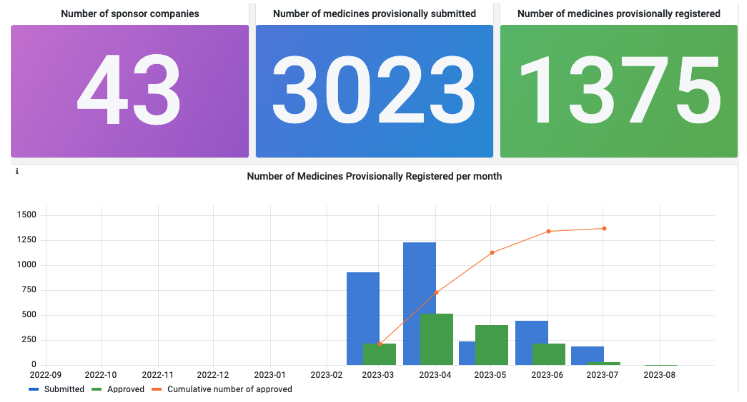 Number of sponsor companies
Number of medicines provisionally submitted
Number of medicines provisionally registered
43
3023
1375
i
Number of Medicines Provisionally Registered per month
1500
1250
1000
750
500
250
0
2022-09 2022-10 2022-11 2022-12 2023-01 2023-02 2023-03 2023-04 2023-05 2023-06 2023-07 2023-08
Submitted Approved Cumulative number of approved